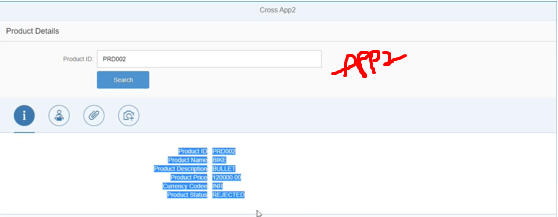 Cross App2
Product Details
Product ID: PRD002
APP2
Search
Product ID PRD002
Product Name BIKE
Product Description BULLET
Product Price 120000.00
Currency Codee INR
Product Status REJECTED